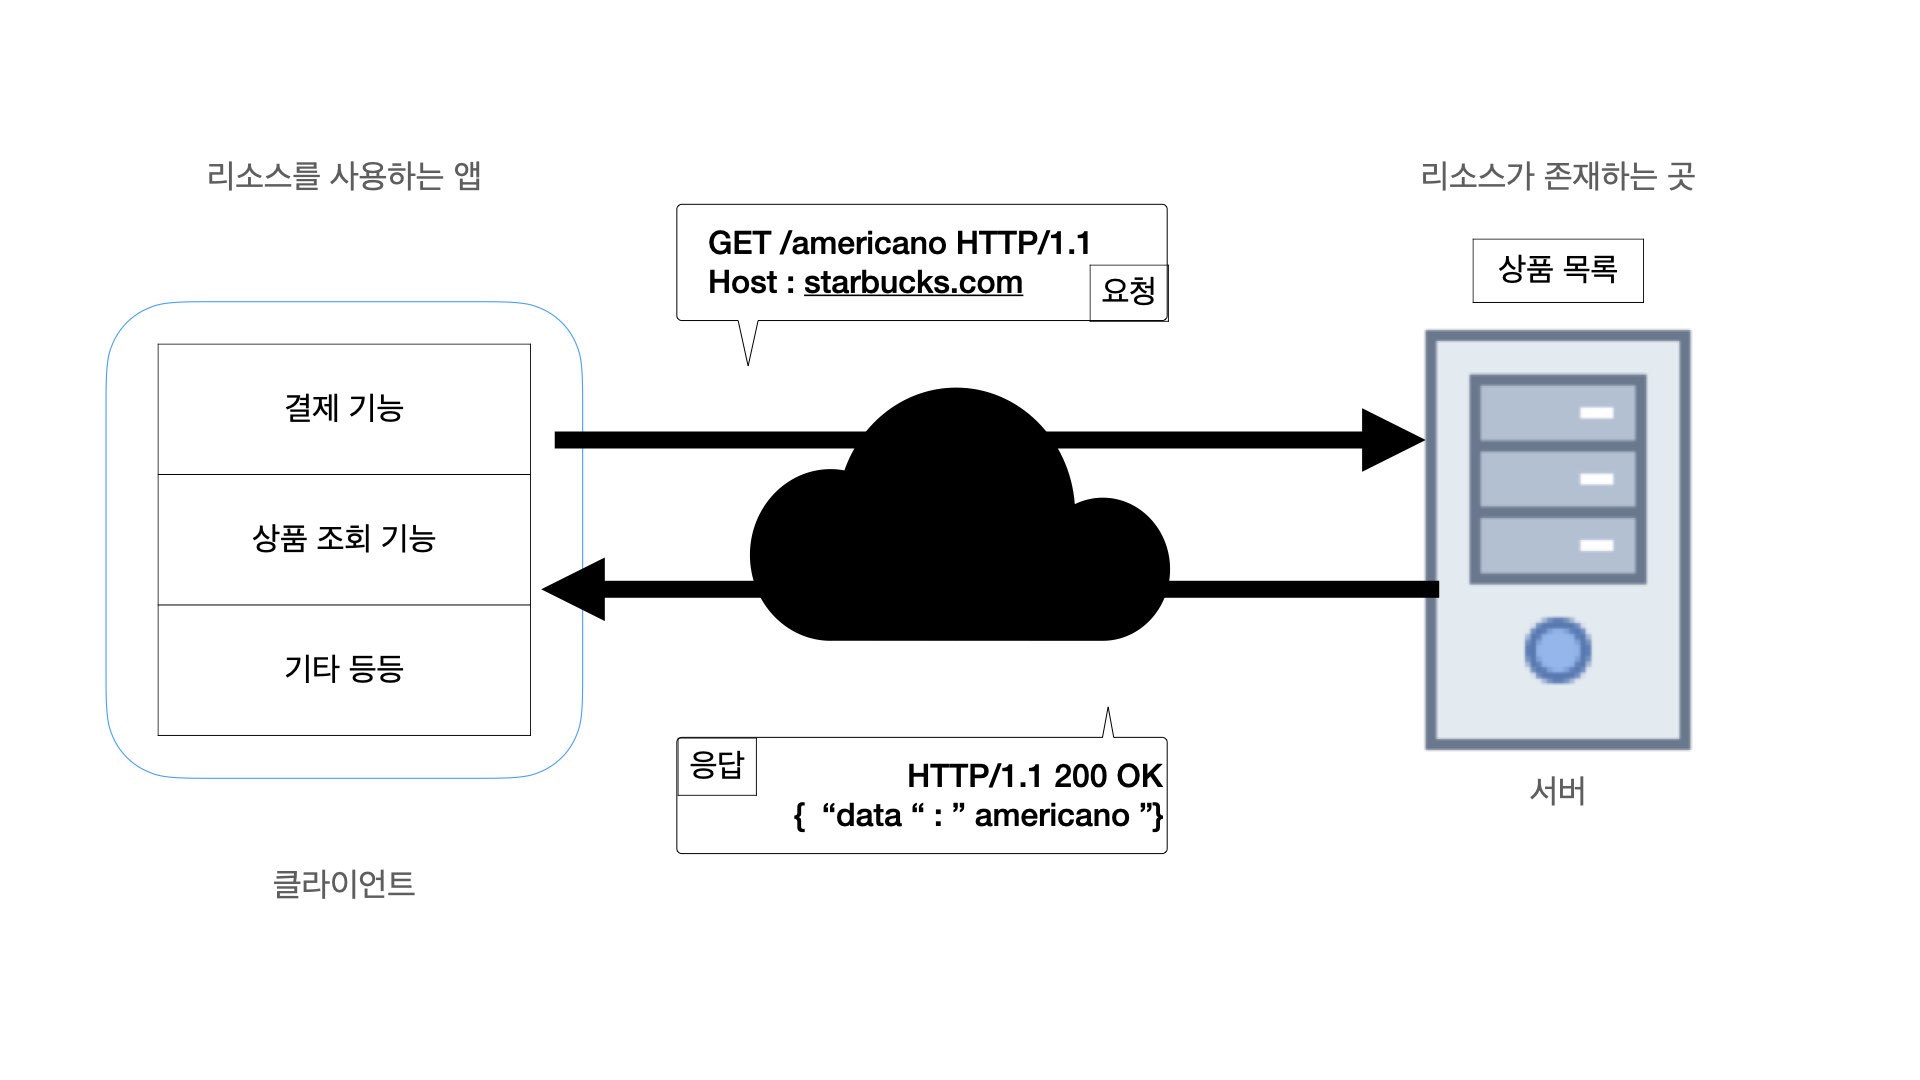 리소스를 사용하는 앱
리소스가 존재하는 곳
GET /americano HTTP/1.1
Host : starbucks.com
요청
상품 목록
결제 기능
상품 조회 기능
기타 등등
응답
HTTP/1.1 200 OK
{ “data “ : ” americano ”}
서버
클라이언트